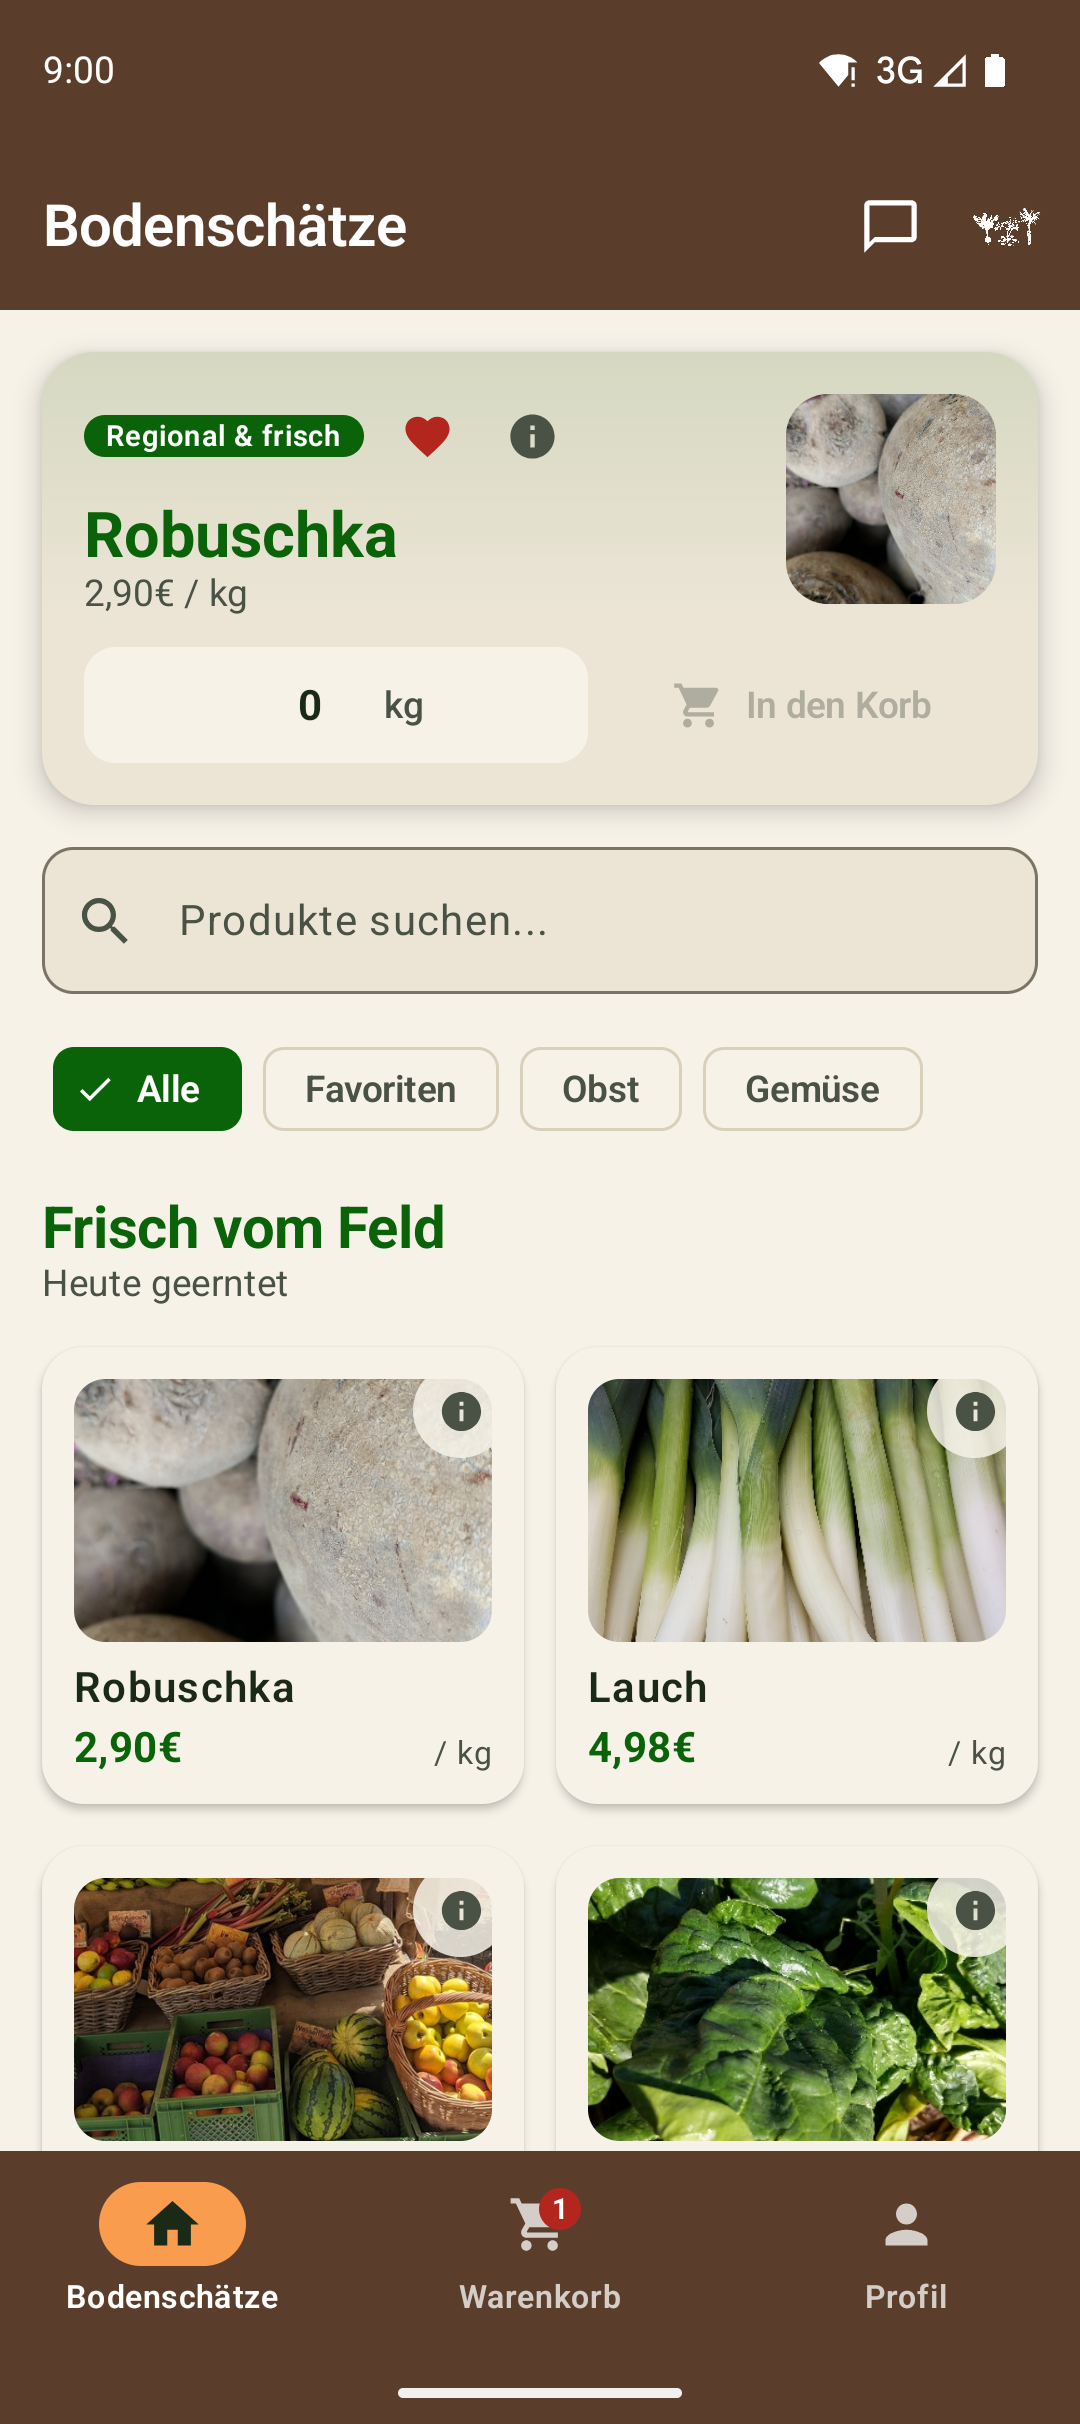 9:00
3G
Bodenschätze
Regional & frisch
Robuschka
2,90€ / kg
0 kg
In den Korb
Produkte suchen...
Alle
Favoriten
Obst
Gemüse
Frisch vom Feld
Heute geerntet
Robuschka
2,90€ / kg
Lauch
4,98€ / kg
1
Bodenschätze
Warenkorb
Profil